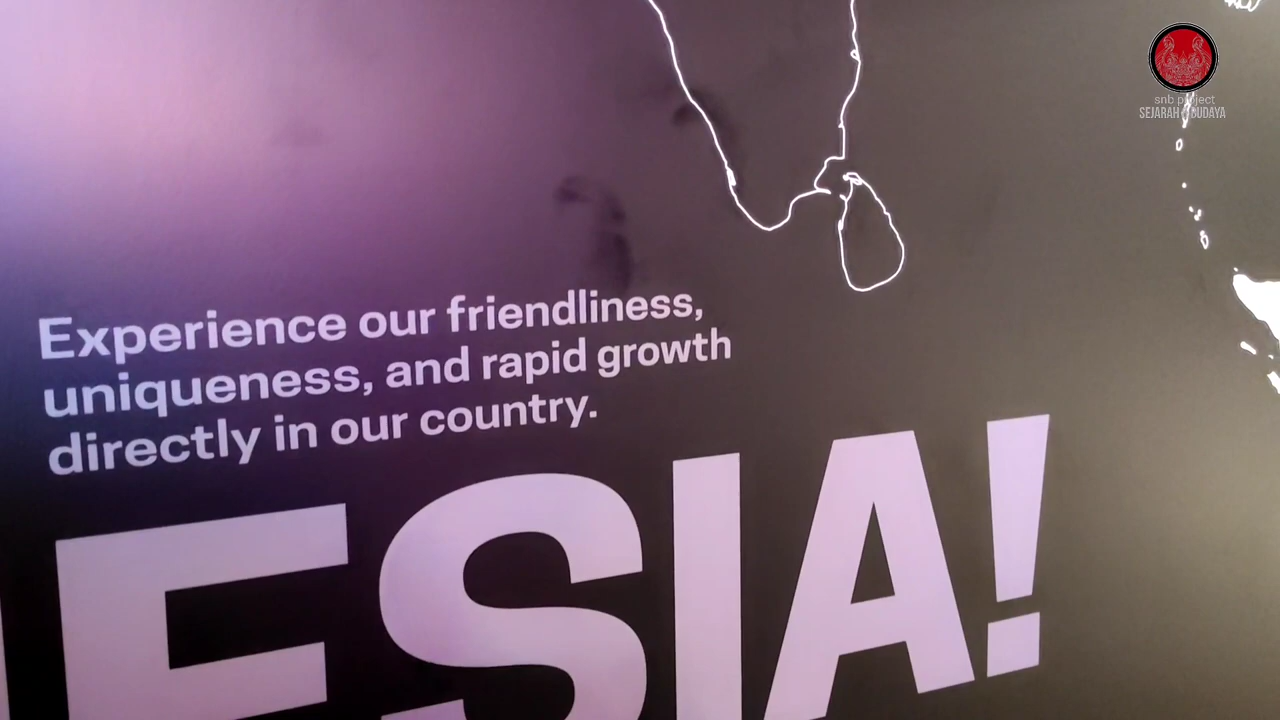 snb project
SEJARAH & BUDAYA
Experience our friendliness,
uniqueness, and rapid growth
directly in our country.
ESIA!